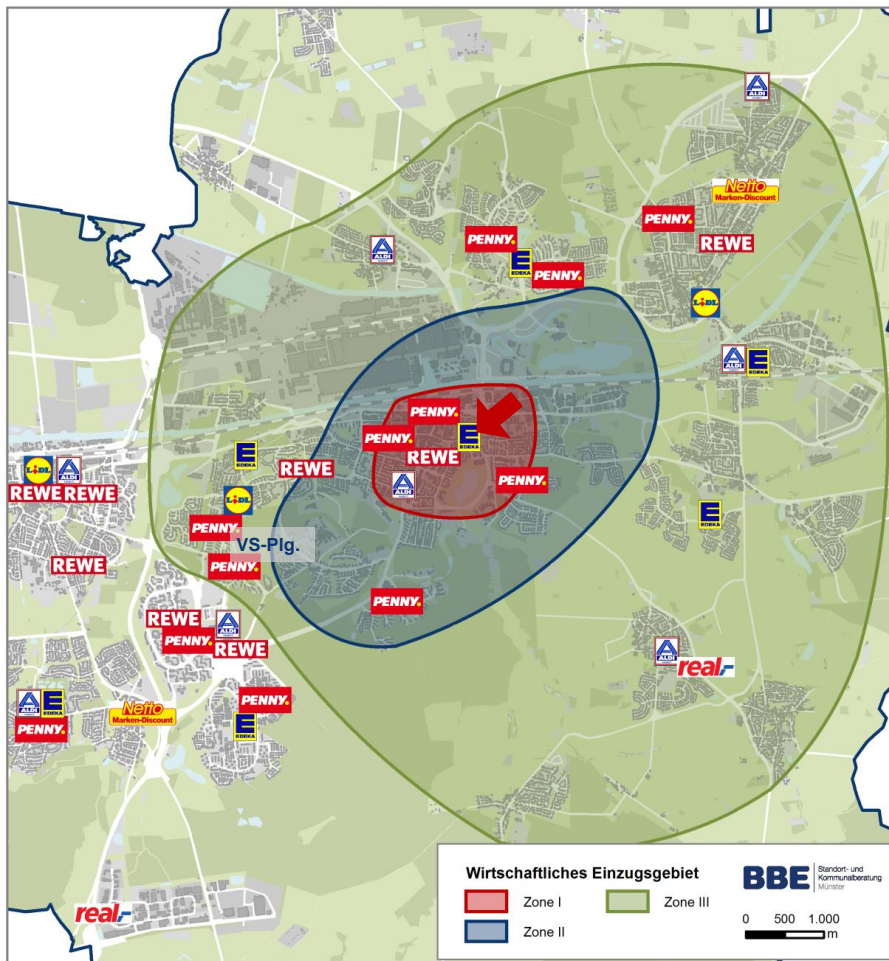 ALDI
Netto
Marken-Discount
PENNY.
REWE
PENNY.
ALDI
E
EDEKA
PENNY.
LIDL
ALDI
E
EDEKA
PENNY.
PENNY.
E
EDEKA
REWE
ALDI
PENNY.
E
EDEKA
REWE
LIDL
ALDI
REWE
REWE
LIDL
PENNY.
VS-Plg.
PENNY.
REWE
E
EDEKA
PENNY.
REWE
ALDI
PENNY.
REWE
ALDI
real,-
ALDI
E
EDEKA
PENNY.
Netto
Marken-Discount
PENNY.
E
EDEKA
real,-
Wirtschaftliches Einzugsgebiet
Zone I
Zone III
Zone II
BBE
Standort- und
Kommunalberatung
Münster
0 500 1.000
m